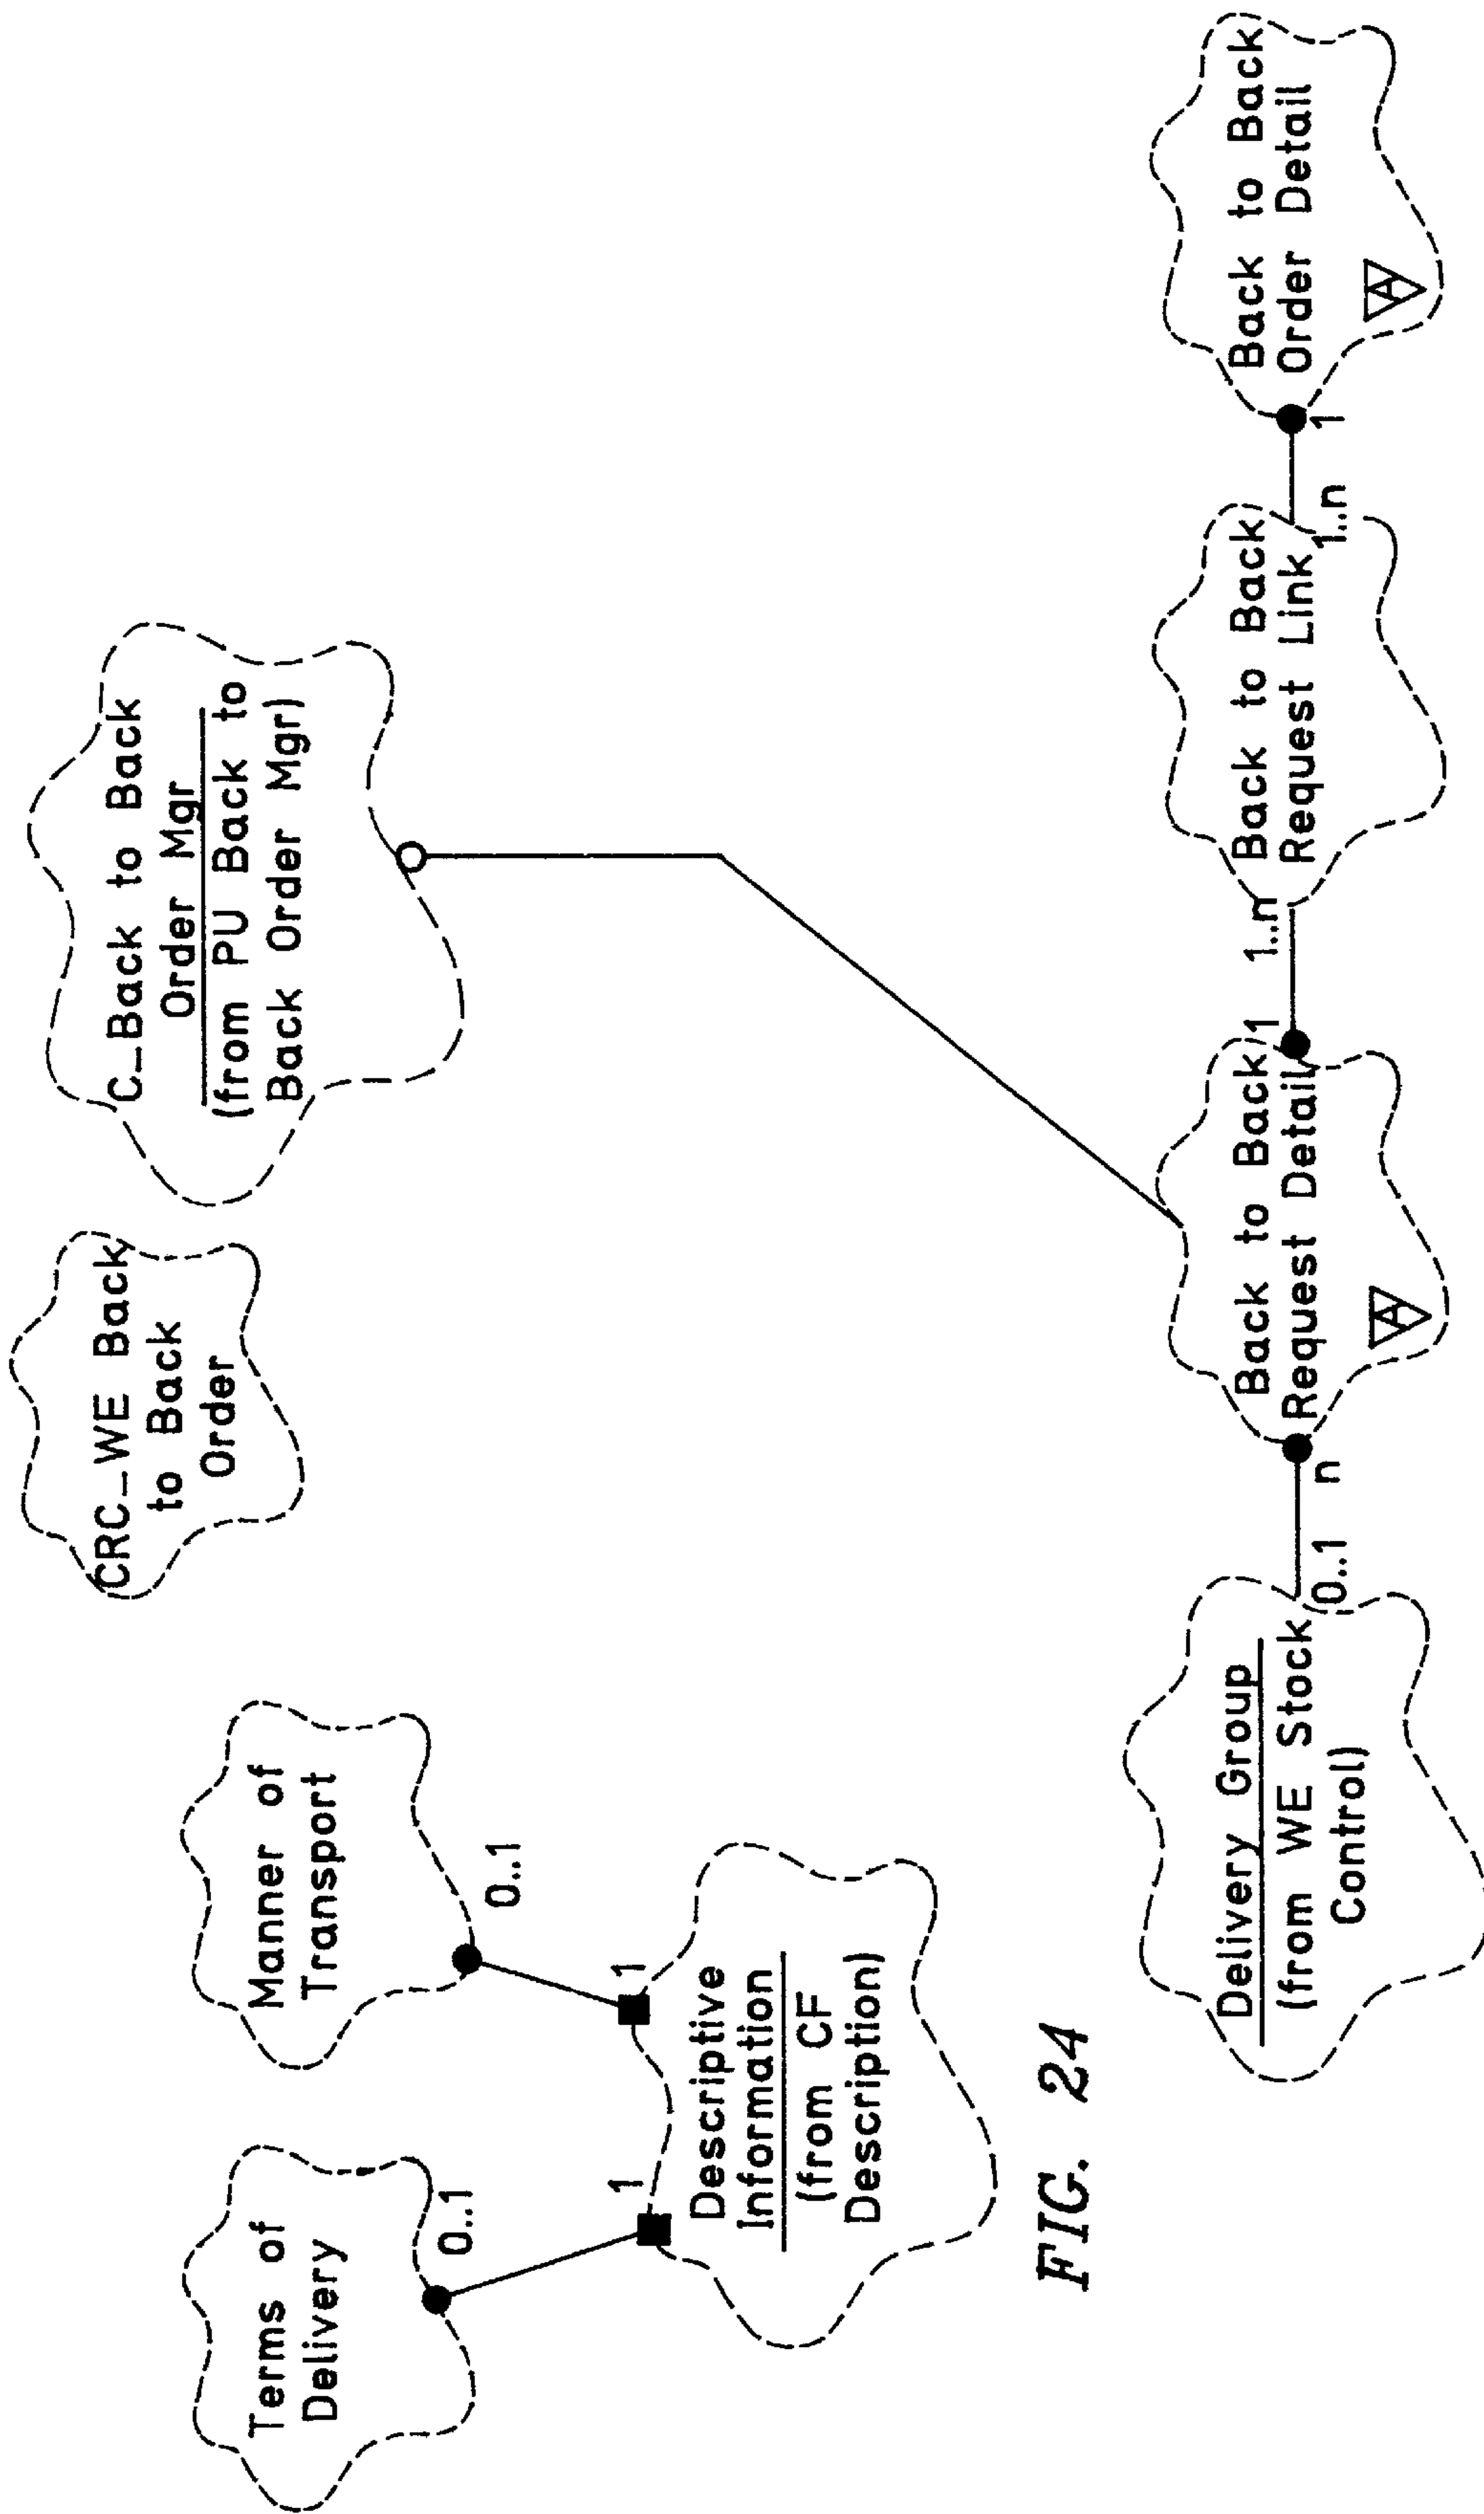 Terms of
Delivery
0..1
1
Manner of
Transport
0..1
1
Descriptive
Information
(from CF
Description)
CRC_WE Back
to Back
Order
C_Back to Back
Order Mgr
(from PU Back to
Back Order Mgr)
Delivery Group
(from WE Stock
Control)
0..1
n
Back to Back
Request Detail
A
1
1..n
Back to Back
Request Link
1..n
1
Back to Back
Order Detail
A
FIG. 24